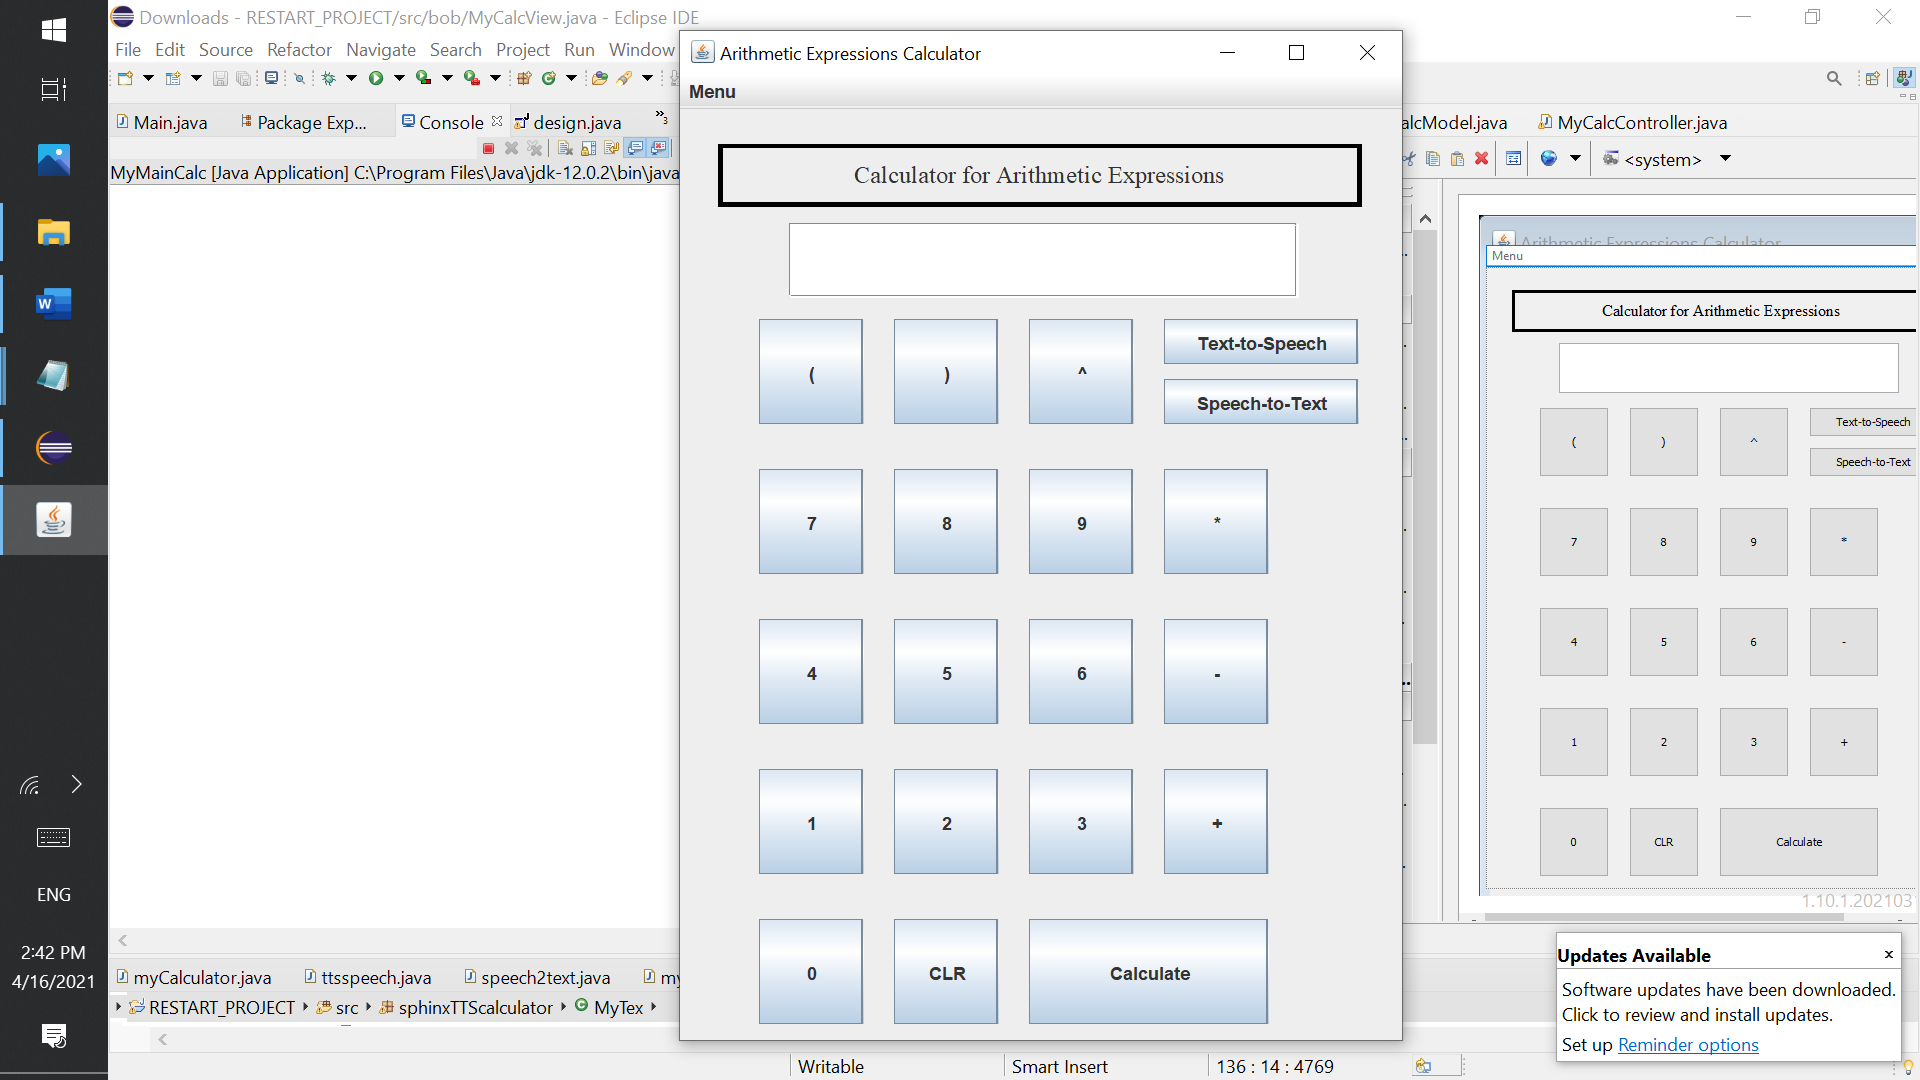 Downloads - RESTART_PROJECT/src/bob/MyCalcView.java - Eclipse IDE
File Edit Source Refactor Navigate Search Project Run Window
Main.java
Package Exp...
Console
design.java
»3
MyMainCalc [Java Application] C:\Program Files\Java\jdk-12.0.2\bin\java
Arithmetic Expressions Calculator
Menu
Calculator for Arithmetic Expressions
( ) ^
Text-to-Speech
Speech-to-Text
7 8 9 *
4 5 6 -
1 2 3 +
0 CLR Calculate
alcModel.java
MyCalcController.java
<system>
Arithmetic Expressions Calculator
Menu
Calculator for Arithmetic Expressions
( ) ^
Text-to-Speech
Speech-to-Text
7 8 9 *
4 5 6 -
1 2 3 +
0 CLR Calculate
1.10.1.202103
myCalculator.java
ttsspeech.java
speech2text.java
my
RESTART_PROJECT
src
sphinxTTScalculator
MyTex
Writable
Smart Insert
136 : 14 : 4769
Updates Available
Software updates have been downloaded.
Click to review and install updates.
Set up Reminder options
ENG
2:42 PM
4/16/2021